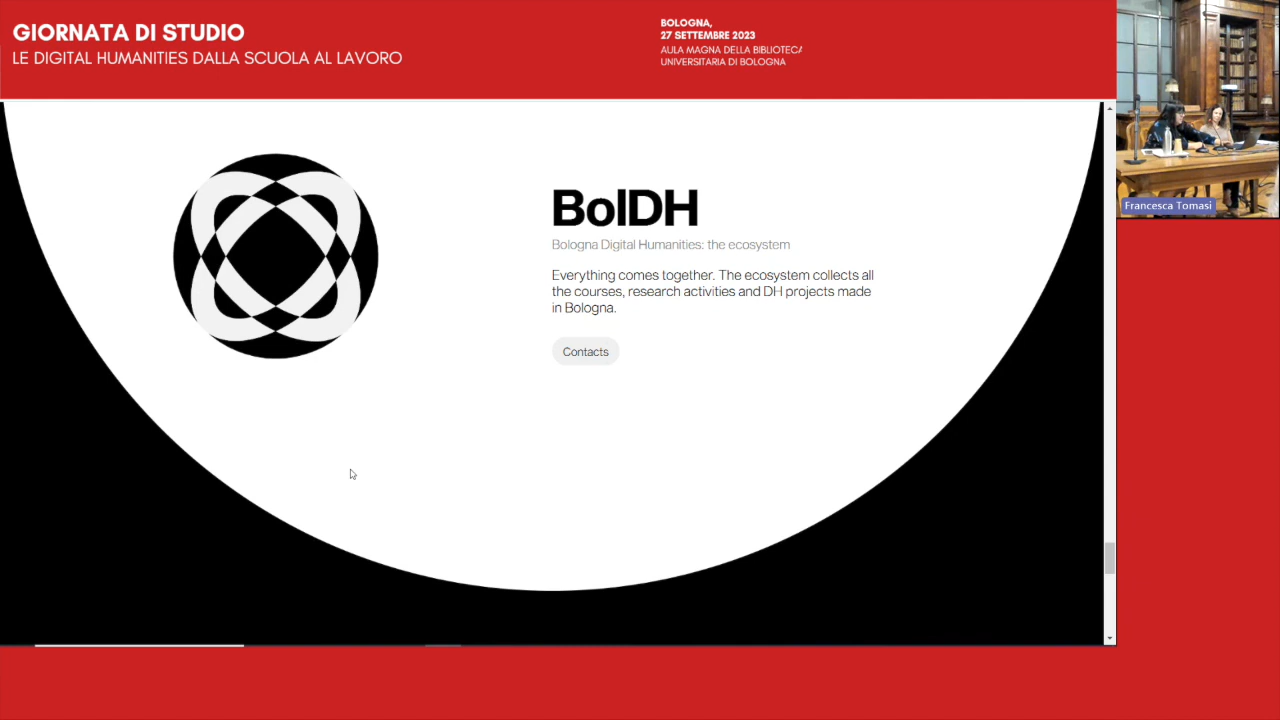 GIORNATA DI STUDIO
LE DIGITAL HUMANITIES DALLA SCUOLA AL LAVORO
BOLOGNA,
27 SETTEMBRE 2023
AULA MAGNA DELLA BIBLIOTECA
UNIVERSITARIA DI BOLOGNA
BolDH
Bologna Digital Humanities: the ecosystem
Everything comes together. The ecosystem collects all
the courses, research activities and DH projects made
in Bologna.
Contacts
Francesca Tomasi